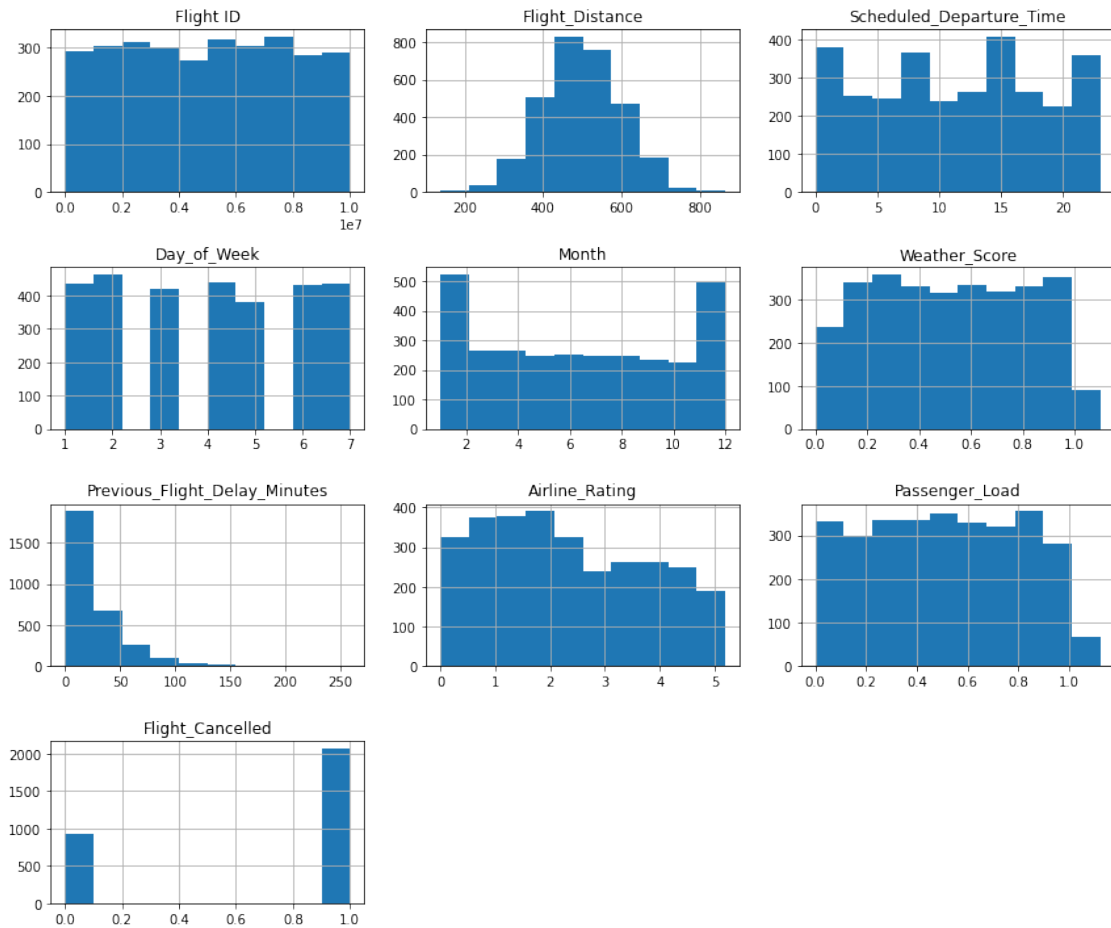 Flight ID
300
200
100
0
0.0 0.2 0.4 0.6 0.8 1.0
1e7
Flight_Distance
800
600
400
200
0
200 400 600 800
Scheduled_Departure_Time
400
300
200
100
0
0 5 10 15 20
Day_of_Week
400
300
200
100
0
1 2 3 4 5 6 7
Month
500
400
300
200
100
0
2 4 6 8 10 12
Weather_Score
300
200
100
0
0.0 0.2 0.4 0.6 0.8 1.0
Previous_Flight_Delay_Minutes
1500
1000
500
0
0 50 100 150 200 250
Airline_Rating
400
300
200
100
0
0 1 2 3 4 5
Passenger_Load
300
200
100
0
0.0 0.2 0.4 0.6 0.8 1.0
Flight_Cancelled
2000
1500
1000
500
0
0.0 0.2 0.4 0.6 0.8 1.0